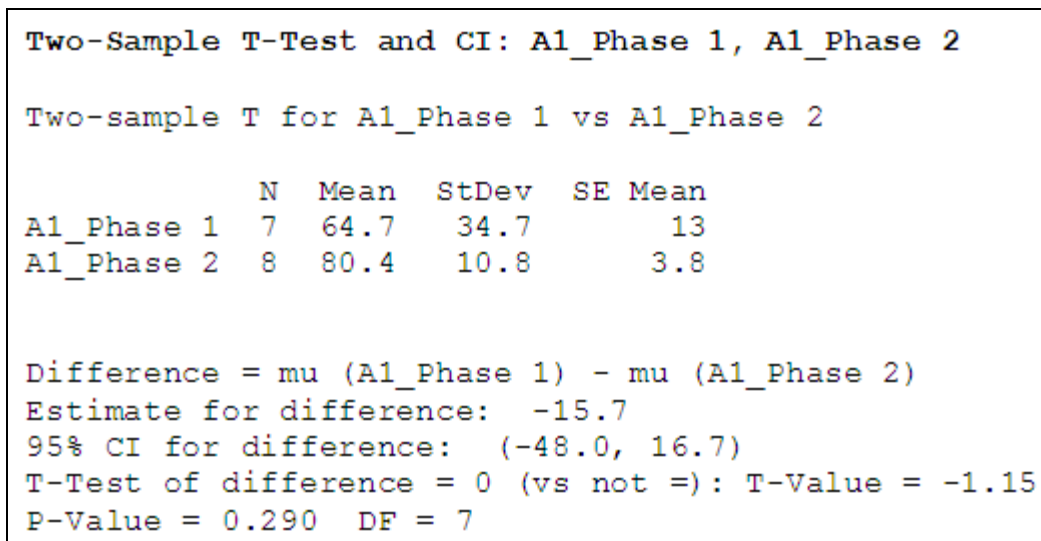 Two-Sample T-Test and CI: A1_Phase 1, A1_Phase 2
Two-sample T for A1_Phase 1 vs A1_Phase 2
N Mean StDev SE Mean
A1_Phase 1 7 64.7 34.7 13
A1_Phase 2 8 80.4 10.8 3.8
Difference = mu (A1_Phase 1) - mu (A1_Phase 2)
Estimate for difference: -15.7
95% CI for difference: (-48.0, 16.7)
T-Test of difference = 0 (vs not =): T-Value = -1.15
P-Value = 0.290 DF = 7